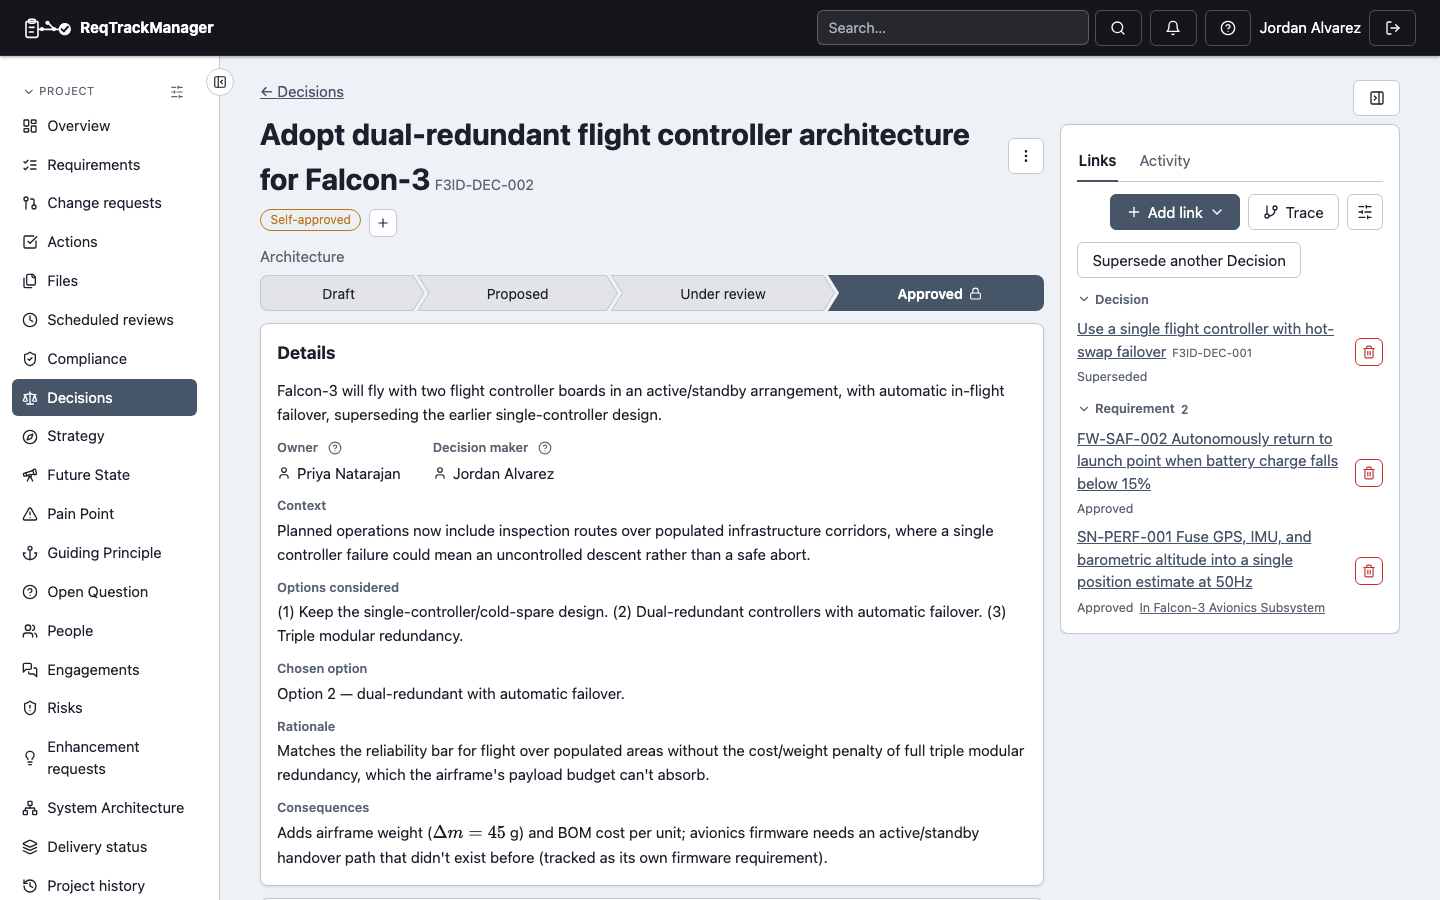 ReqTrackManager
Search...
Jordan Alvarez
PROJECT
Overview
Requirements
Change requests
Actions
Files
Scheduled reviews
Compliance
Decisions
Strategy
Future State
Pain Point
Guiding Principle
Open Question
People
Engagements
Risks
Enhancement
requests
System Architecture
Delivery status
Project history
← Decisions
Adopt dual-redundant flight controller architecture
for Falcon-3 F3ID-DEC-002
Self-approved
Architecture
Draft
Proposed
Under review
Approved
Details
Falcon-3 will fly with two flight controller boards in an active/standby arrangement, with automatic in-flight
failover, superseding the earlier single-controller design.
Owner
Decision maker
Priya Natarajan
Jordan Alvarez
Context
Planned operations now include inspection routes over populated infrastructure corridors, where a single
controller failure could mean an uncontrolled descent rather than a safe abort.
Options considered
(1) Keep the single-controller/cold-spare design. (2) Dual-redundant controllers with automatic failover. (3)
Triple modular redundancy.
Chosen option
Option 2 — dual-redundant with automatic failover.
Rationale
Matches the reliability bar for flight over populated areas without the cost/weight penalty of full triple modular
redundancy, which the airframe's payload budget can't absorb.
Consequences
Adds airframe weight (Δm = 45 g) and BOM cost per unit; avionics firmware needs an active/standby
handover path that didn't exist before (tracked as its own firmware requirement).
Links
Activity
+ Add link
Trace
Supersede another Decision
Decision
Use a single flight controller with hot-
swap failover F3ID-DEC-001
Superseded
Requirement 2
FW-SAF-002 Autonomously return to
launch point when battery charge falls
below 15%
Approved
SN-PERF-001 Fuse GPS, IMU, and
barometric altitude into a single
position estimate at 50Hz
Approved In Falcon-3 Avionics Subsystem